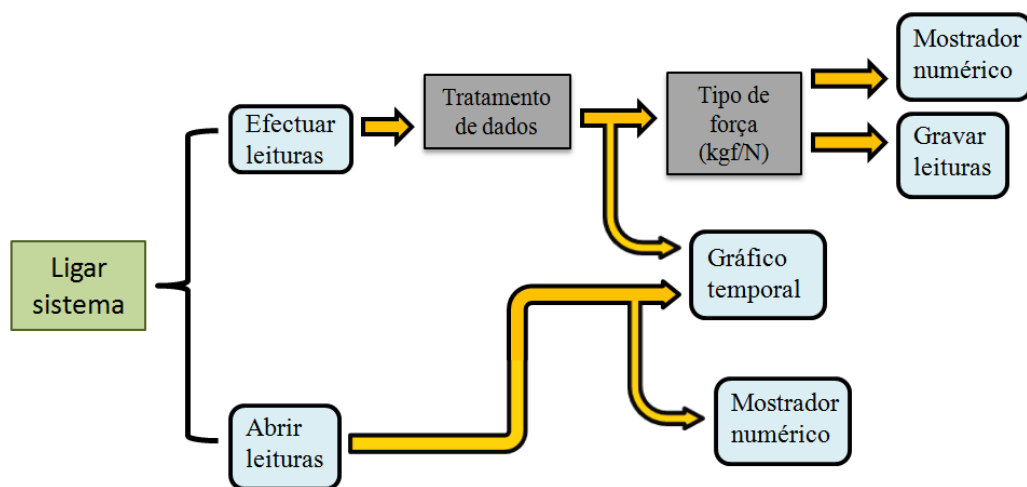 Ligar
sistema
Efectuar
leituras
Tratamento
de dados
Tipo de
força
(kgf/N)
Mostrador
numérico
Gravar
leituras
Gráfico
temporal
Abrir
leituras
Mostrador
numérico